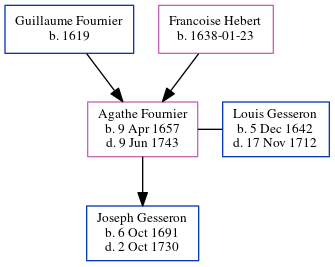 Guillaume Fournier
b. 1619
Francoise Hebert
b. 1638-01-23
Agathe Fournier
b. 9 Apr 1657
d. 9 Jun 1743
Louis Gesseron
b. 5 Dec 1642
d. 17 Nov 1712
Joseph Gesseron
b. 6 Oct 1691
d. 2 Oct 1730